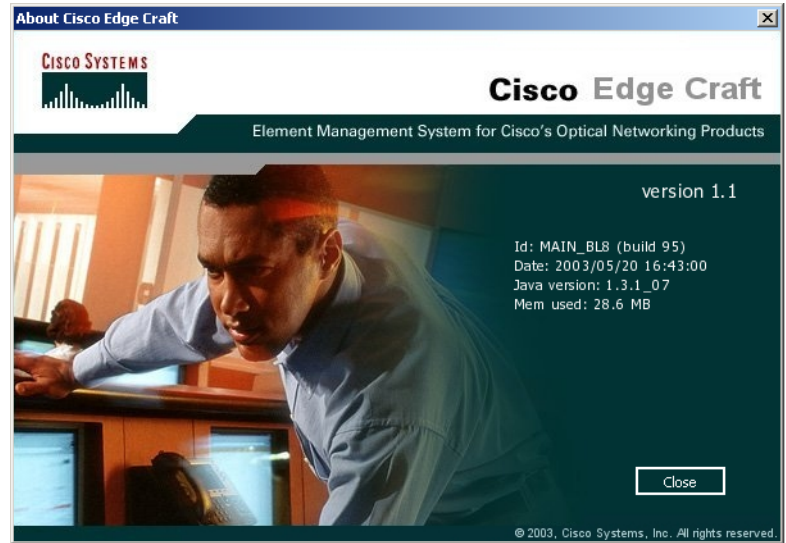 About Cisco Edge Craft
CISCO SYSTEMS
Cisco Edge Craft
Element Management System for Cisco's Optical Networking Products
version 1.1
Id: MAIN_BL8 (build 95)
Date: 2003/05/20 16:43:00
Java version: 1.3.1_07
Mem used: 28.6 MB
Close
© 2003, Cisco Systems, Inc. All rights reserved.